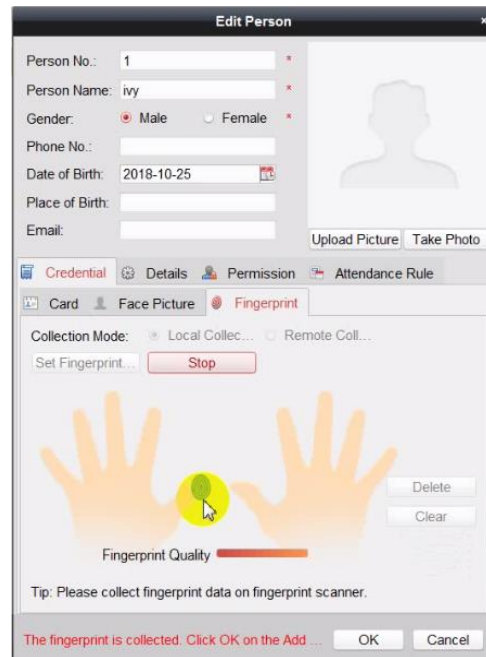 Edit Person
Person No.: 1 *
Person Name: ivy *
Gender: Male Female *
Phone No.:
Date of Birth: 2018-10-25
Place of Birth:
Email:
Upload Picture Take Photo
Credential Details Permission Attendance Rule
Card Face Picture Fingerprint
Collection Mode: Local Collec... Remote Coll...
Set Fingerprint... Stop
Delete
Clear
Fingerprint Quality
Tip: Please collect fingerprint data on fingerprint scanner.
The fingerprint is collected. Click OK on the Add ... OK Cancel